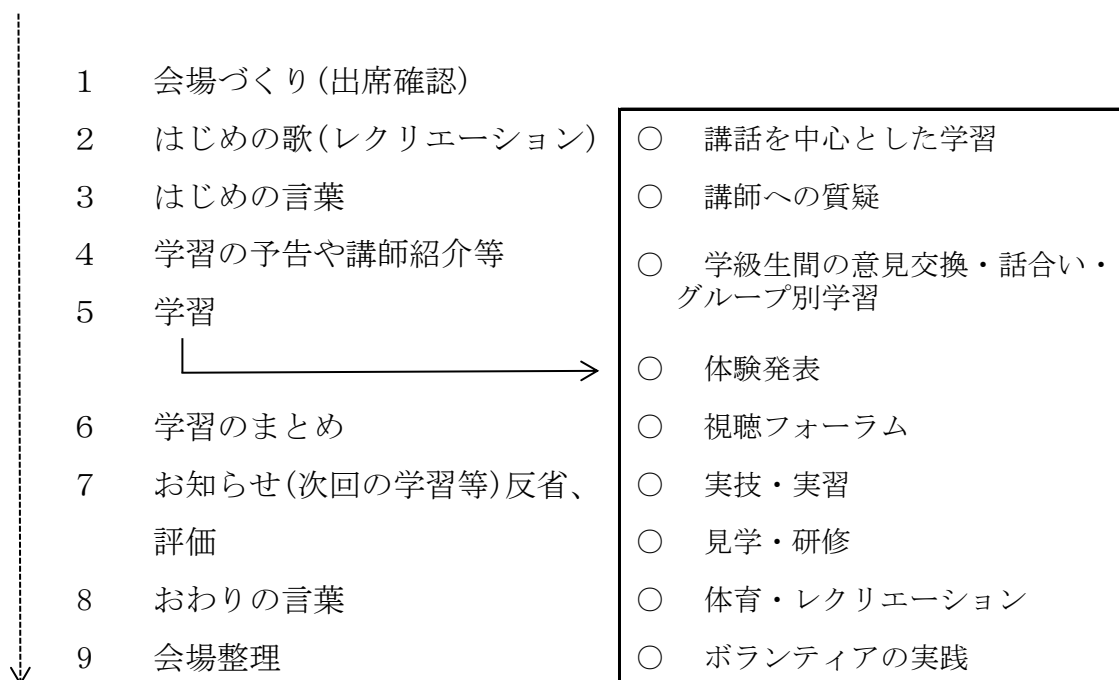 1 会場づくり(出席確認)
2 はじめの歌(レクリエーション)
3 はじめの言葉
4 学習の予告や講師紹介等
5 学習
6 学習のまとめ
7 お知らせ(次回の学習等)反省、
評価
8 おわりの言葉
9 会場整理
○ 講話を中心とした学習
○ 講師への質疑
○ 学級生間の意見交換・話合い・
グループ別学習
○ 体験発表
○ 視聴フォーラム
○ 実技・実習
○ 見学・研修
○ 体育・レクリエーション
○ ボランティアの実践